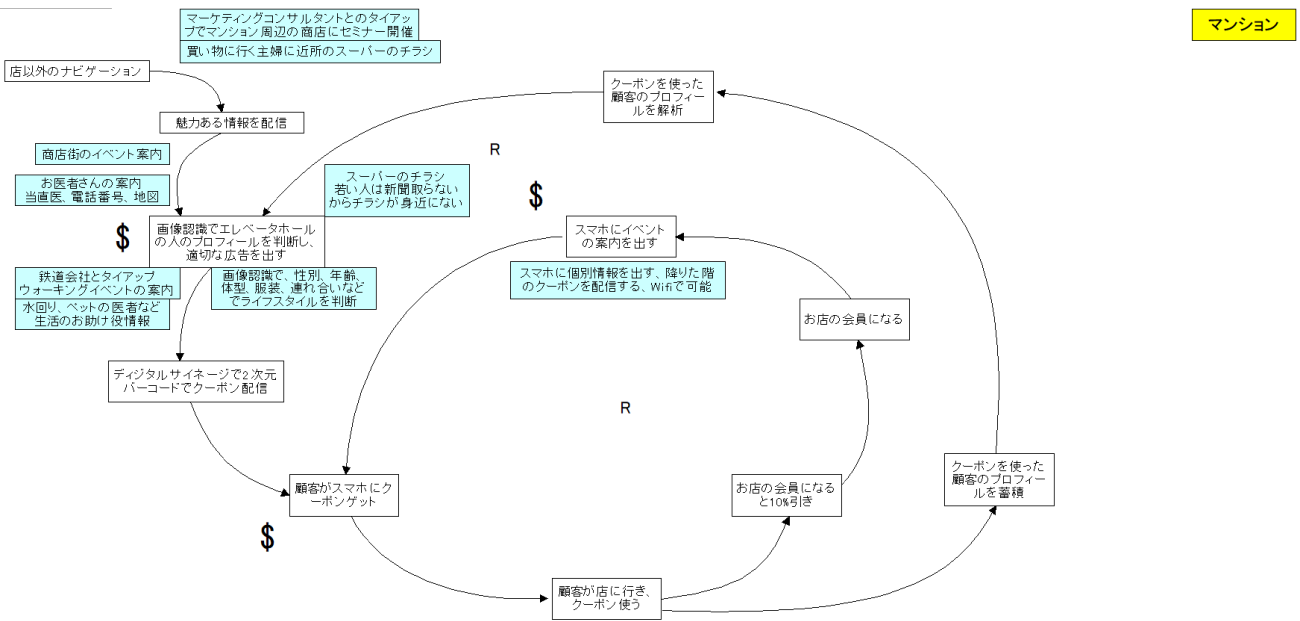 マーケティングコンサルタントとのタイアッ
プでマンション周辺の商店にセミナー開催
買い物に行く主婦に近所のスーパーのチラシ
マンション
店以外のナビゲーション
魅力ある情報を配信
クーポンを使った
顧客のプロフィー
ルを解析
商店街のイベント案内
R
お医者さんの案内
当直医、電話番号、地図
スーパーのチラシ
若い人は新聞取らない
からチラシが身近にない
$
$
画像認識でエレベータホール
の人のプロフィールを判断し、
適切な広告を出す
スマホにイベント
の案内を出す
鉄道会社とタイアップ
ウォーキングイベントの案内
画像認識で、性別、年齢、
体型、服装、連れ合いなど
でライフスタイルを判断
スマホに個別情報を出す、降りた階
のクーポンを配信する、Wifiで可能
水回り、ペットの医者など
生活のお助け役情報
お店の会員になる
ディジタルサイネージで2次元
バーコードでクーポン配信
R
顧客がスマホにク
ーポンゲット
お店の会員になる
と10%引き
クーポンを使った
顧客のプロフィー
ルを蓄積
$
顧客が店に行き、
クーポン使う